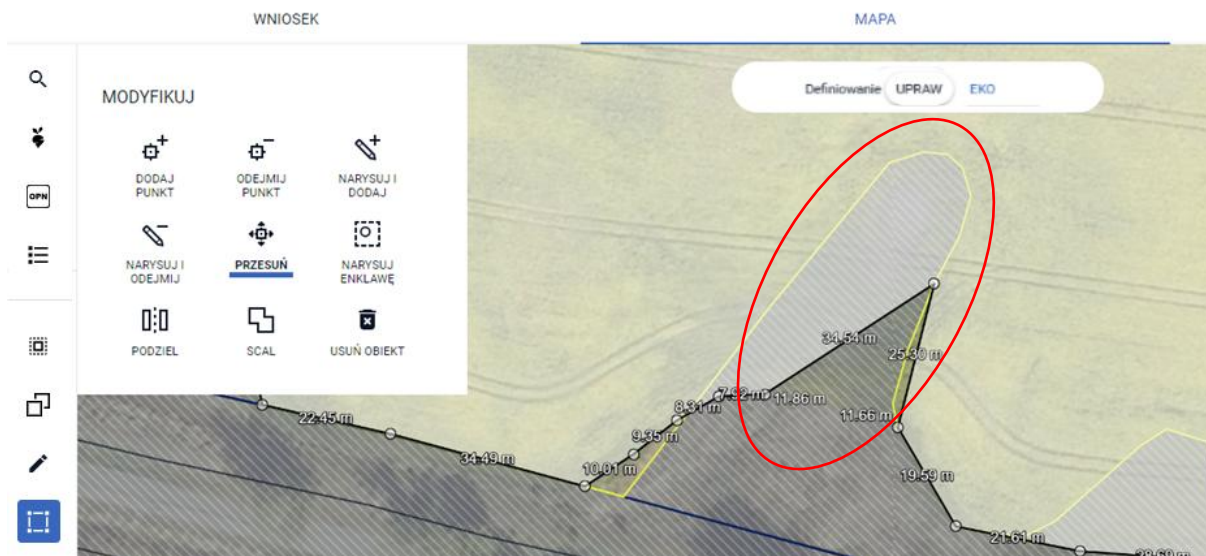 WNIOSEK
MAPA
MODYFIKUJ
Definiowanie UPRAW EKO
DODAJ
PUNKT
ODEJMIJ
PUNKT
NARYSUJ I
DODAJ
OPN
NARYSUJ I
ODEJMIJ
PRZESUŃ
NARYSUJ
ENKLAWĘ
PODZIEL
SCAL
USUŃ OBIEKT
34.54 m
25.30 m
7.92 m
11.86 m
8.31 m
11.66 m
22.45 m
9.35 m
34.49 m
10.01 m
19.59 m
21.61 m